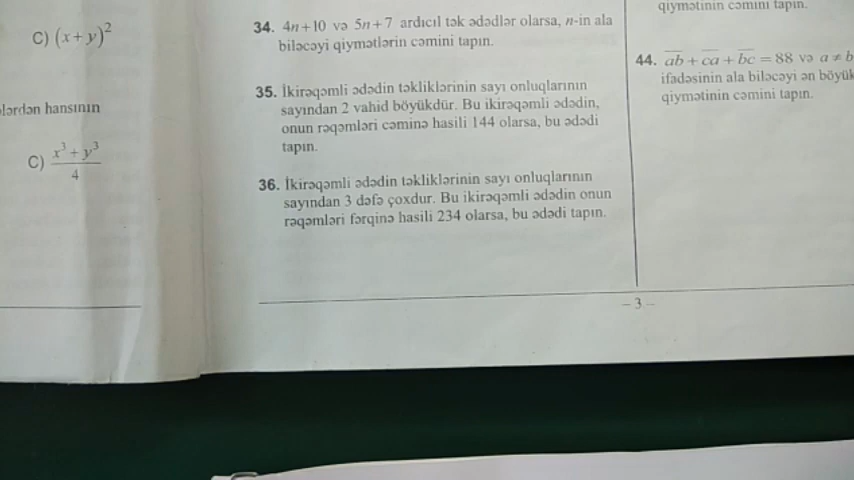 C) (x + y)²
hansının
C) x³ + y³ / 4
34. 4n + 10 və 5n + 7 ardıcıl tək ədədlər olarsa, n-in ala
biləcəyi qiymətlərin cəmini tapın.
35. İkirəqəmli ədədin təkliklərinin sayı onluqlarının
sayından 2 vahid böyükdür. Bu ikirəqəmli ədədin,
onun rəqəmləri cəminə hasili 144 olarsa, bu ədədi
tapın.
36. İkirəqəmli ədədin təkliklərinin sayı onluqlarının
sayından 3 dəfə çoxdur. Bu ikirəqəmli ədədin onun
rəqəmləri fərqinə hasili 234 olarsa, bu ədədi tapın.
qiymətinin cəmini tapın.
44. ab + ca + bc = 88 və a ≠ b
ifadəsinin ala biləcəyi ən
qiymətinin cəmini tapın.
– 3 –